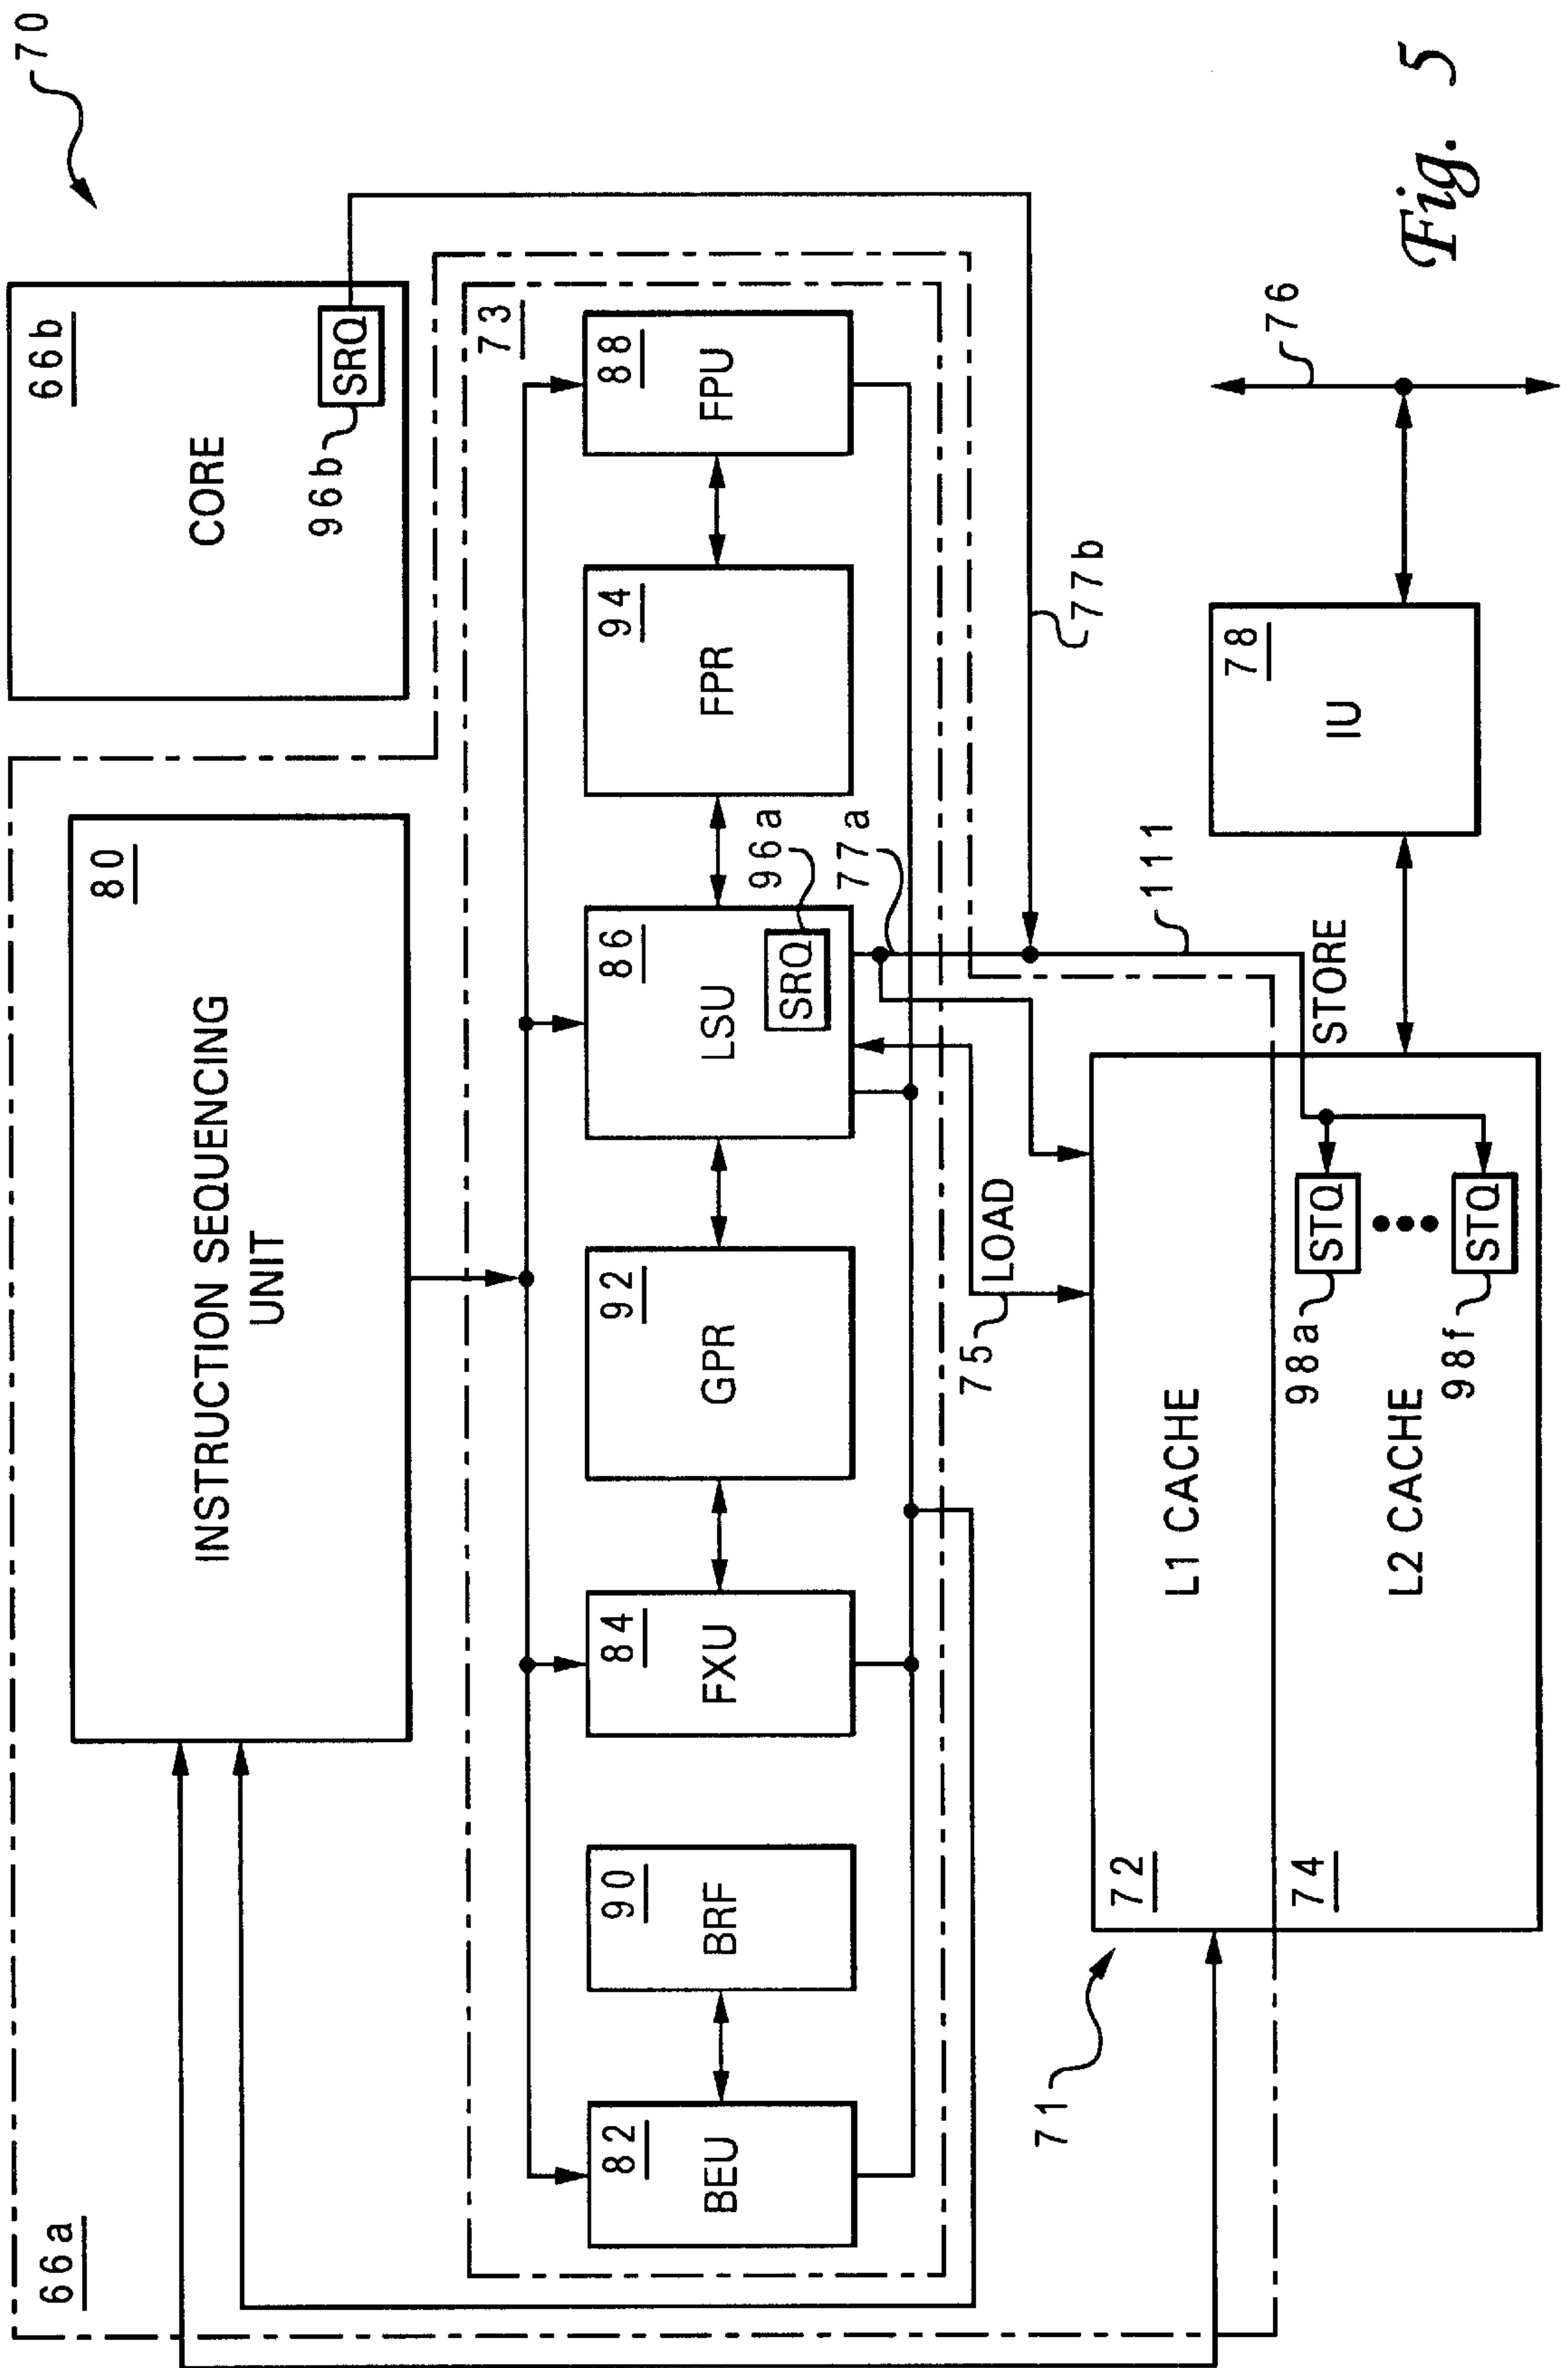 70
66a
80
INSTRUCTION SEQUENCING
UNIT
66b
CORE
96b
SRQ
73
82
BEU
90
BRF
84
FXU
92
GPR
86
LSU
SRQ
96a
77a
94
FPR
88
FPU
75
LOAD
77b
111
STORE
71
72
L1 CACHE
74
L2 CACHE
98a
STQ
98f
STQ
78
IU
76
Fig. 5